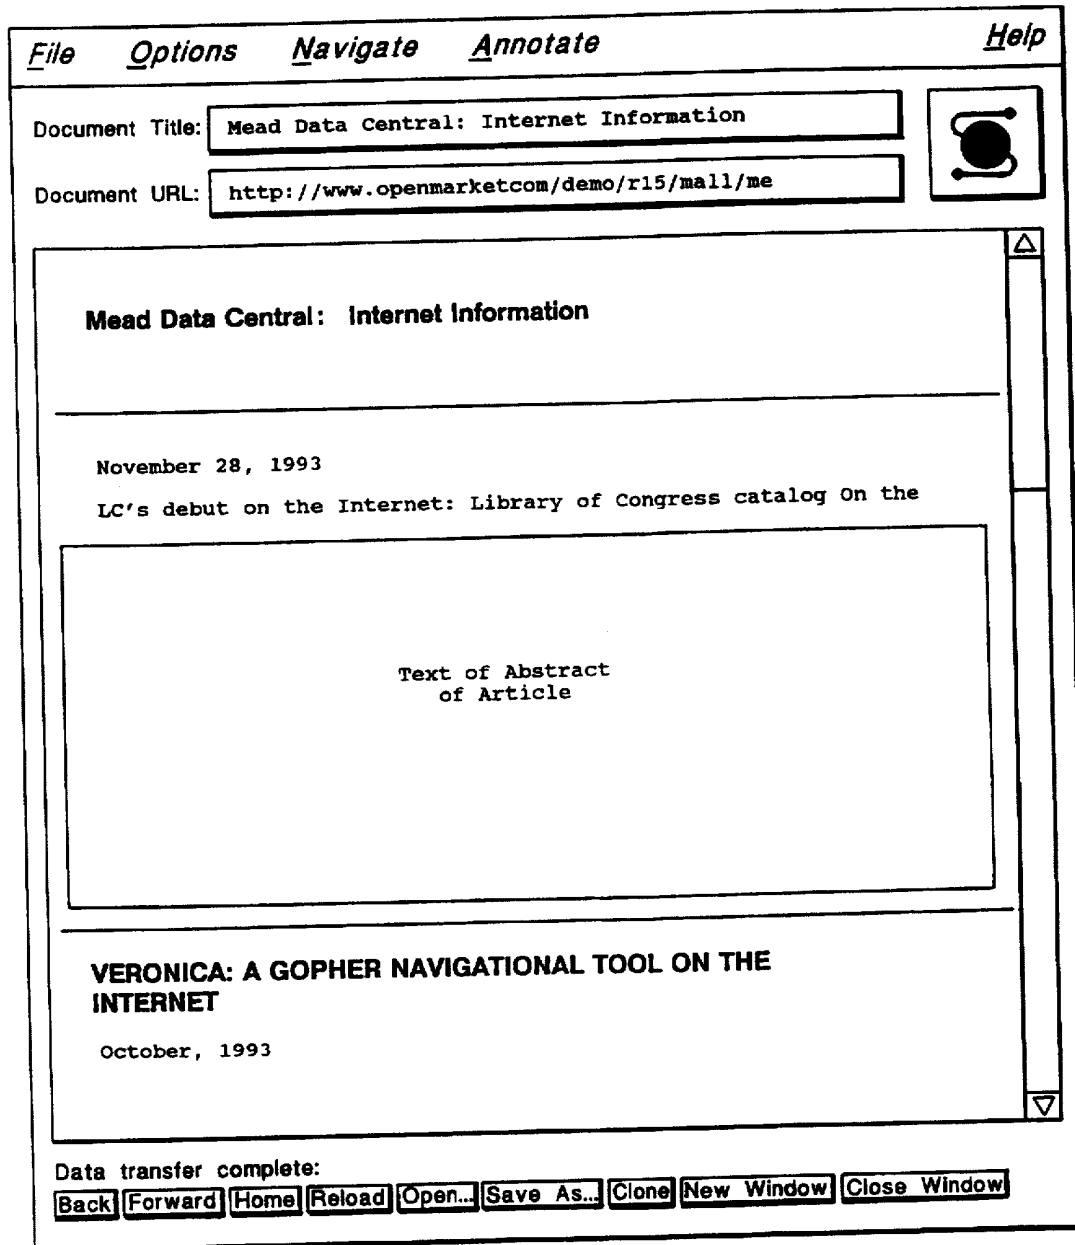 File Options Navigate Annotate Help
Document Title: Mead Data Central: Internet Information
Document URL: http://www.openmarketcom/demo/r15/mall/me
Mead Data Central: Internet Information
November 28, 1993
LC's debut on the Internet: Library of Congress catalog On the
Text of Abstract
of Article
VERONICA: A GOPHER NAVIGATIONAL TOOL ON THE
INTERNET
October, 1993
Data transfer complete:
Back Forward Home Reload Open... Save As... Clone New Window Close Window